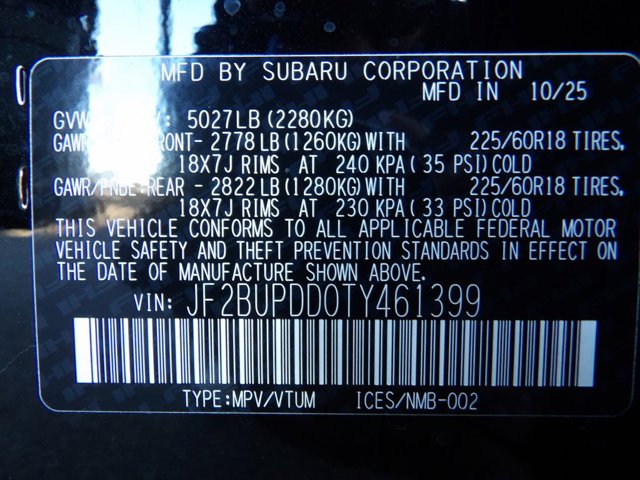 MFD BY SUBARU CORPORATION
MFD IN 10/25
5027LB (2280KG)
2778 LB (1260KG) WITH 225/60R18 TIRES,
18X7J RIMS AT 240 KPA ( 35 PSI) COLD
REAR - 2822 LB (1280KG) WITH 225/60R18 TIRES,
18X7J RIMS AT 230 KPA ( 33 PSI) COLD
THIS VEHICLE CONFORMS TO ALL APPLICABLE FEDERAL MOTOR
VEHICLE SAFETY AND THEFT PREVENTION STANDARDS IN EFFECT ON
THE DATE OF MANUFACTURE SHOWN ABOVE.
VIN: JF2BUPDD0TY461399
TYPE:MPV/VTUM ICES/NMB-002